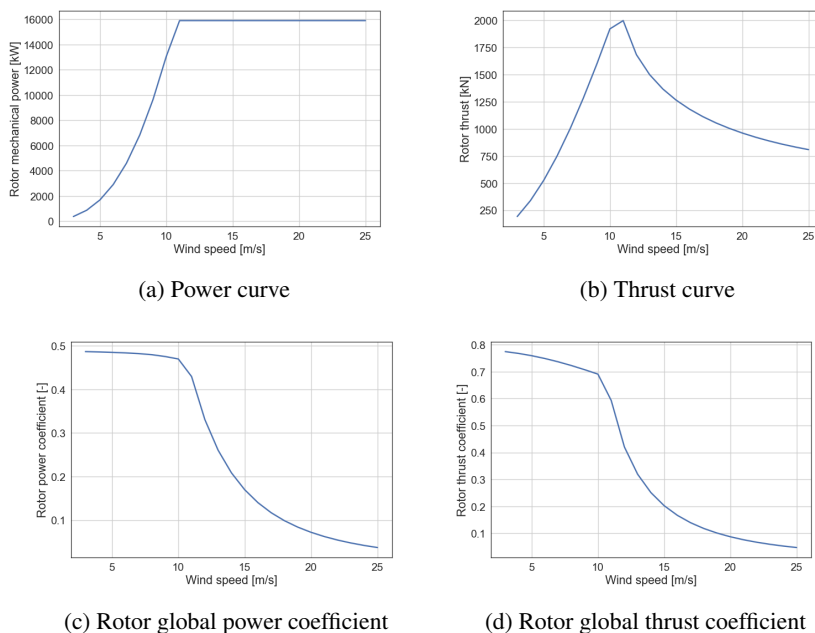 16000
14000
12000
10000
8000
6000
4000
2000
0
Rotor mechanical power [kW]
5 10 15 20 25
Wind speed [m/s]
(a) Power curve
2000
1750
1500
1250
1000
750
500
250
Rotor thrust [kN]
5 10 15 20 25
Wind speed [m/s]
(b) Thrust curve
0.5
0.4
0.3
0.2
0.1
Rotor power coefficient [-]
5 10 15 20 25
Wind speed [m/s]
(c) Rotor global power coefficient
0.8
0.7
0.6
0.5
0.4
0.3
0.2
0.1
Rotor thrust coefficient [-]
5 10 15 20 25
Wind speed [m/s]
(d) Rotor global thrust coefficient